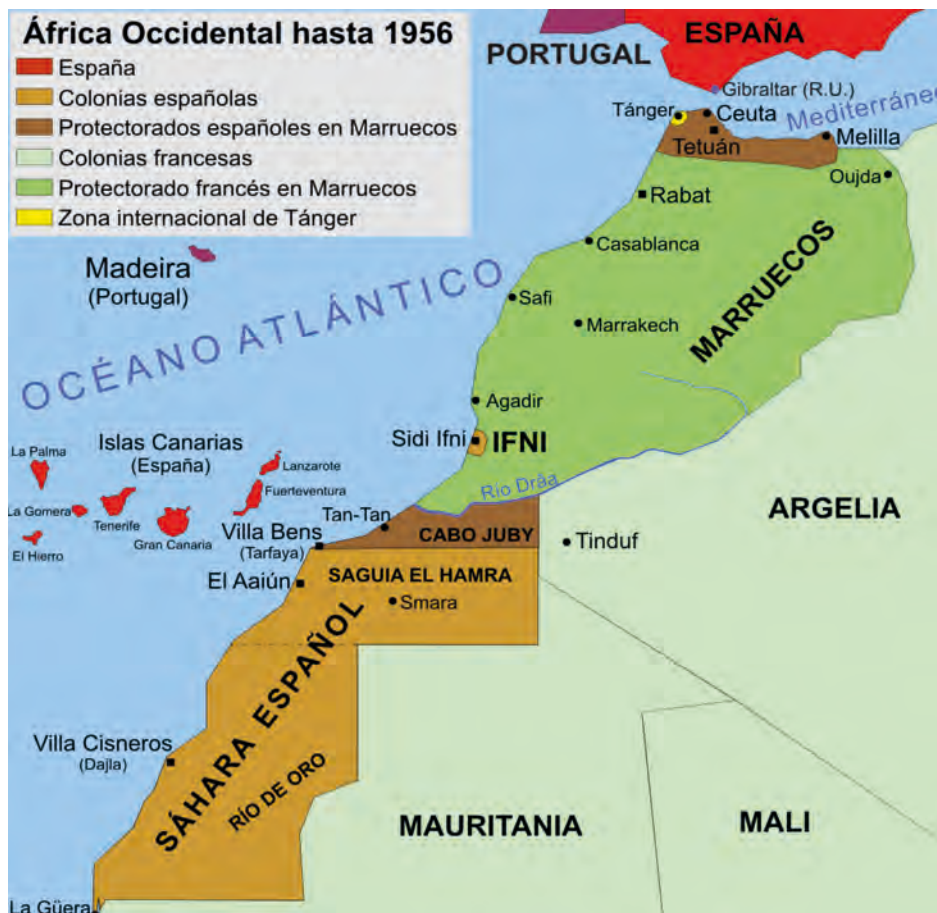 África Occidental hasta 1956
España
Colonias españolas
Protectorados españoles en Marruecos
Colonias francesas
Protectorado francés en Marruecos
Zona internacional de Tánger
PORTUGAL
ESPAÑA
Gibraltar (R.U.)
Tánger
Ceuta
Mediterráneo
Tetuán
Melilla
Oujda
Rabat
Casablanca
Madeira
(Portugal)
OCÉANO ATLÁNTICO
Safi
Marrakech
MARRUECOS
Agadir
Sidi Ifni
IFNI
Islas Canarias
(España)
La Palma
Lanzarote
Fuerteventura
La Gomera
Tenerife
El Hierro
Gran Canaria
Río Drâa
ARGELIA
Tan-Tan
Villa Bens
(Tarfaya)
CABO JUBY
Tinduf
El Aaiún
SAGUIA EL HAMRA
Smara
SÁHARA ESPAÑOL
Villa Cisneros
(Dajla)
RÍO DE ORO
MAURITANIA
MALI
La Güera